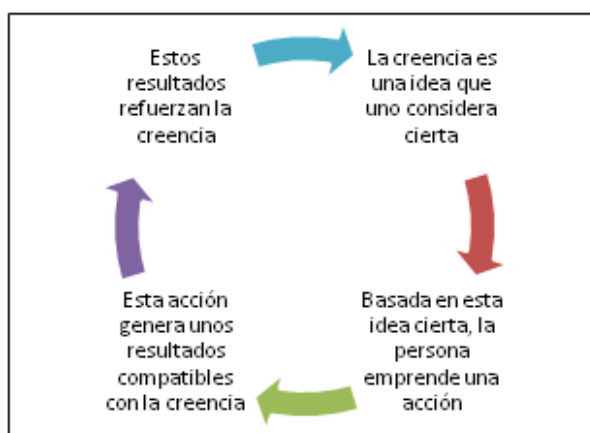 Estos
resultados
refuerzan la
creencia
La creencia es
una idea que
uno considera
cierta
Basada en esta
idea cierta, la
persona
emprende una
acción
Esta acción
genera unos
resultados
compatibles
con la creencia